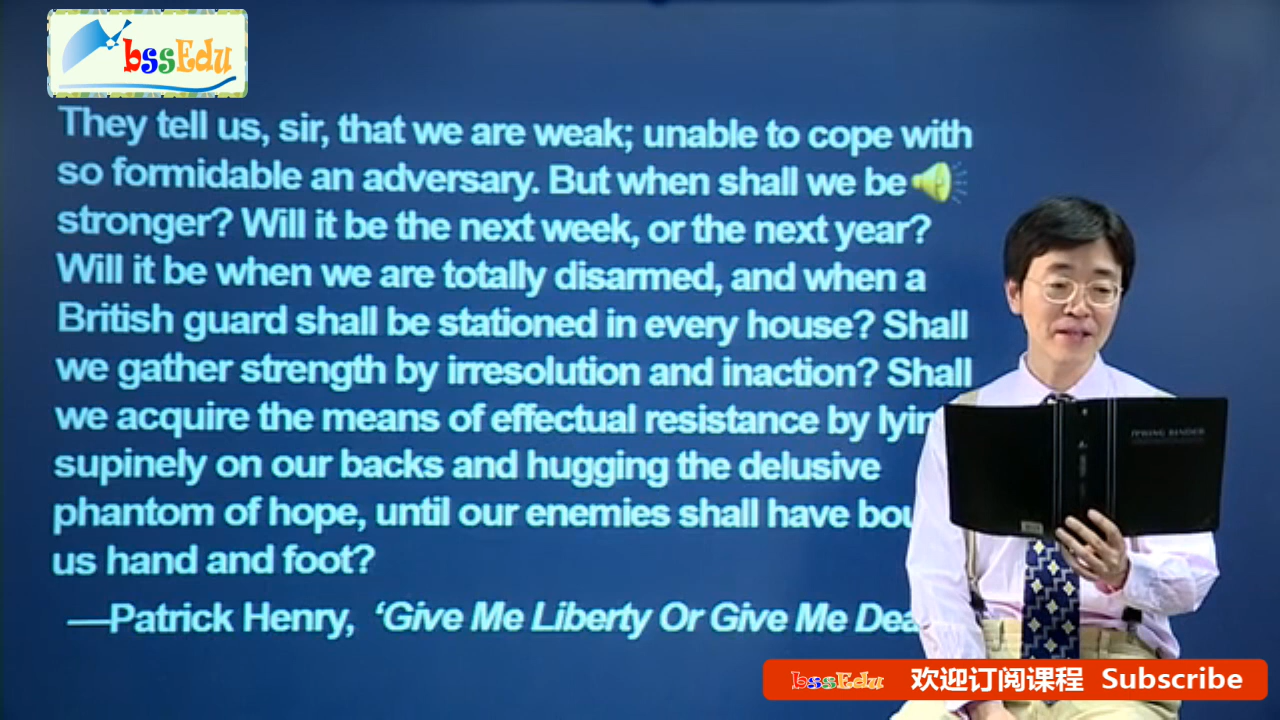 bssEdu
They tell us, sir, that we are weak; unable to cope with
so formidable an adversary. But when shall we be
stronger? Will it be the next week, or the next year?
Will it be when we are totally disarmed, and when a
British guard shall be stationed in every house? Shall
we gather strength by irresolution and inaction? Shall
we acquire the means of effectual resistance by lyin
supinely on our backs and hugging the delusive
phantom of hope, until our enemies shall have bou
us hand and foot?
—Patrick Henry, ‘Give Me Liberty Or Give Me Dea
SPRING BINDER
bssEdu 欢迎订阅课程 Subscribe